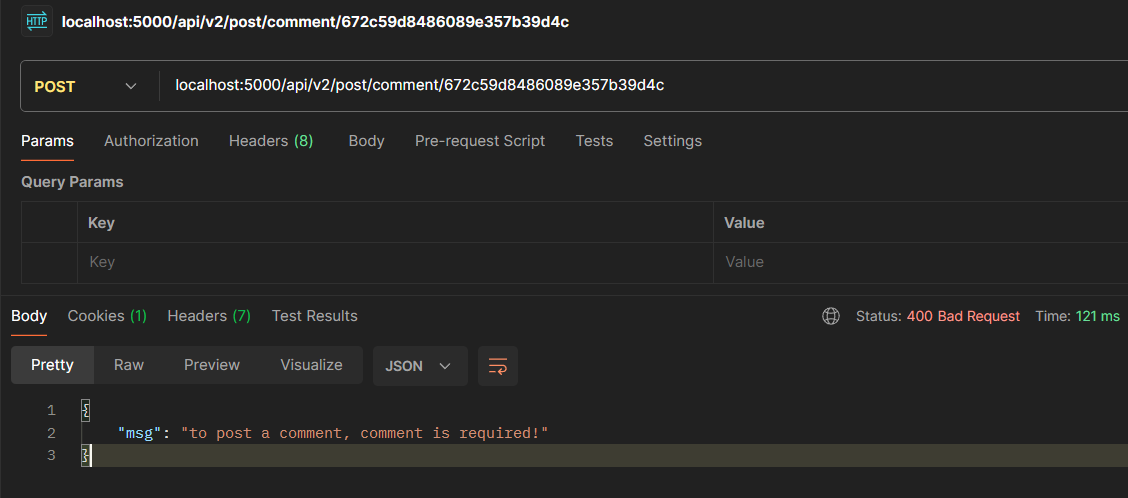 HTTP localhost:5000/api/v2/post/comment/672c59d8486089e357b39d4c
POST localhost:5000/api/v2/post/comment/672c59d8486089e357b39d4c
Params Authorization Headers (8) Body Pre-request Script Tests Settings
Query Params
Key Value
Key Value
Body Cookies (1) Headers (7) Test Results Status: 400 Bad Request Time: 121 ms
Pretty Raw Preview Visualize JSON
1 {
2 "msg": "to post a comment, comment is required!"
3 }